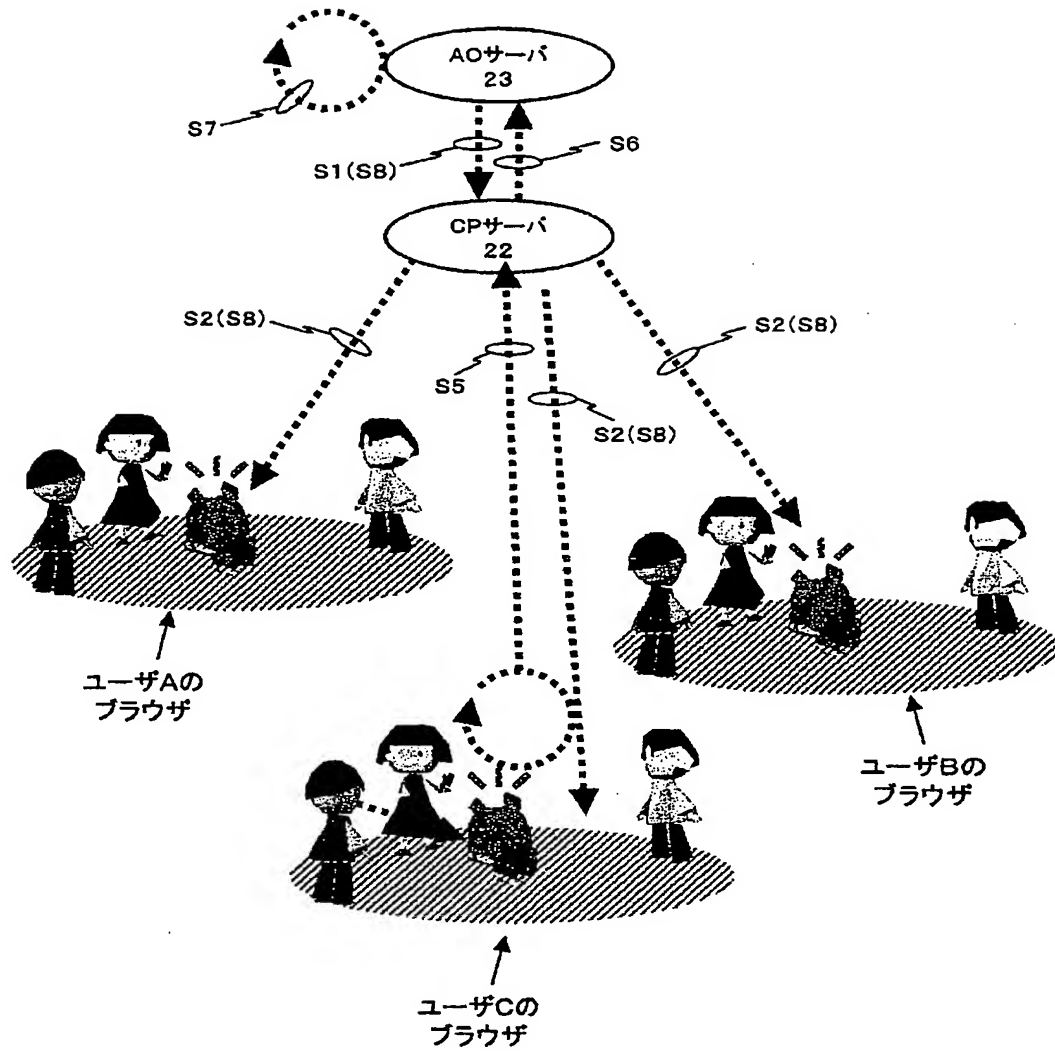 AOサーバ
23
S7
S1(S8)
S6
CPサーバ
22
S2(S8)
S5
S2(S8)
S2(S8)
ユーザAの
ブラウザ
ユーザBの
ブラウザ
ユーザCの
ブラウザ